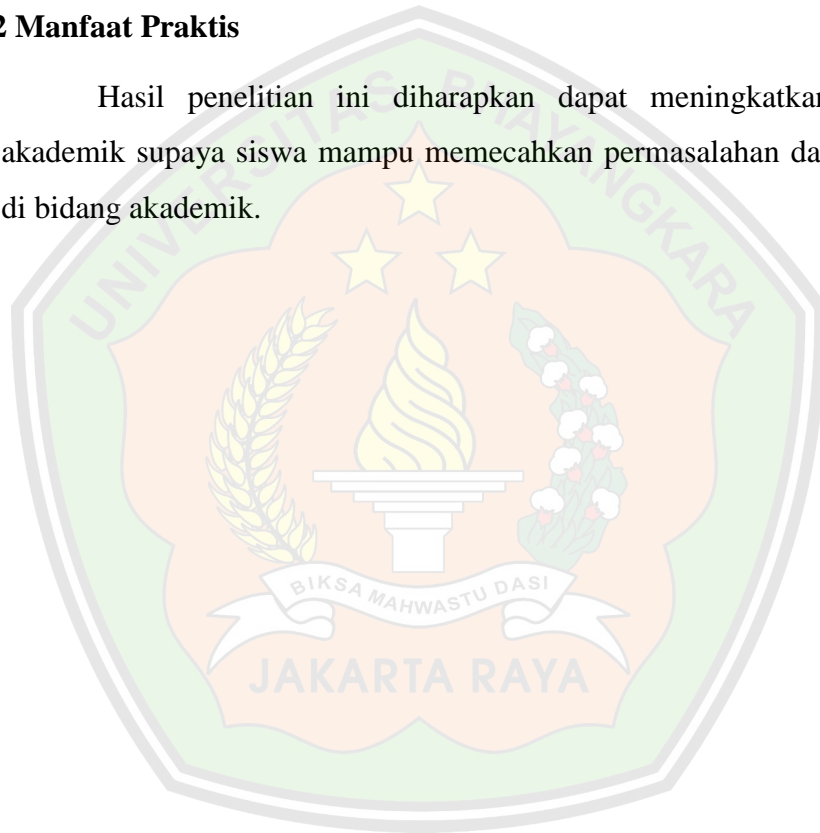 2 Manfaat Praktis
Hasil penelitian ini diharapkan dapat meningkatkan
akademik supaya siswa mampu memecahkan permasalahan da
di bidang akademik.
UNIVERSITAS BHAYANGKARA
BIKSA MAHWASTU DASI
JAKARTA RAYA